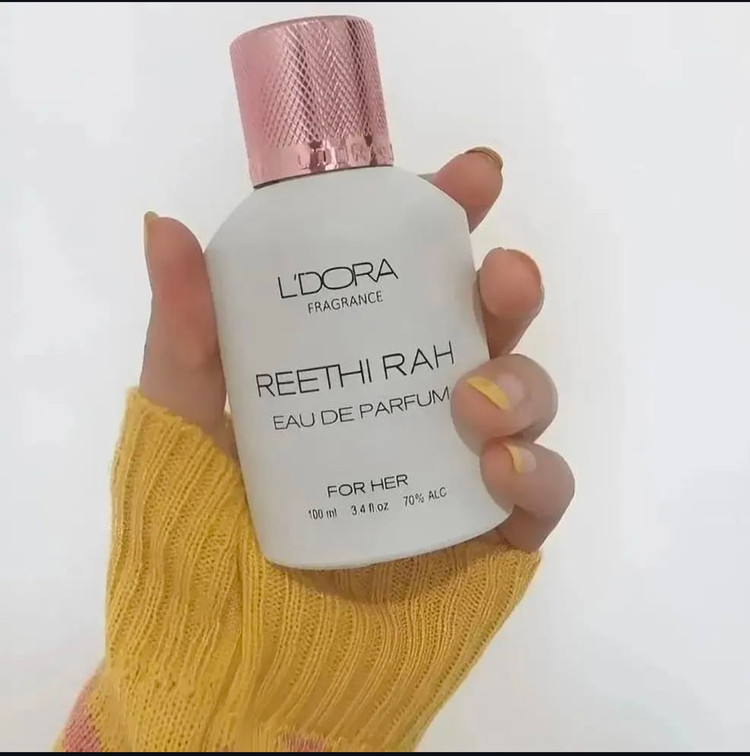 L'DORA
FRAGRANCE
REETHI RAH
EAU DE PARFUM
FOR HER
100 ml 3.4 fl oz 70% ALC